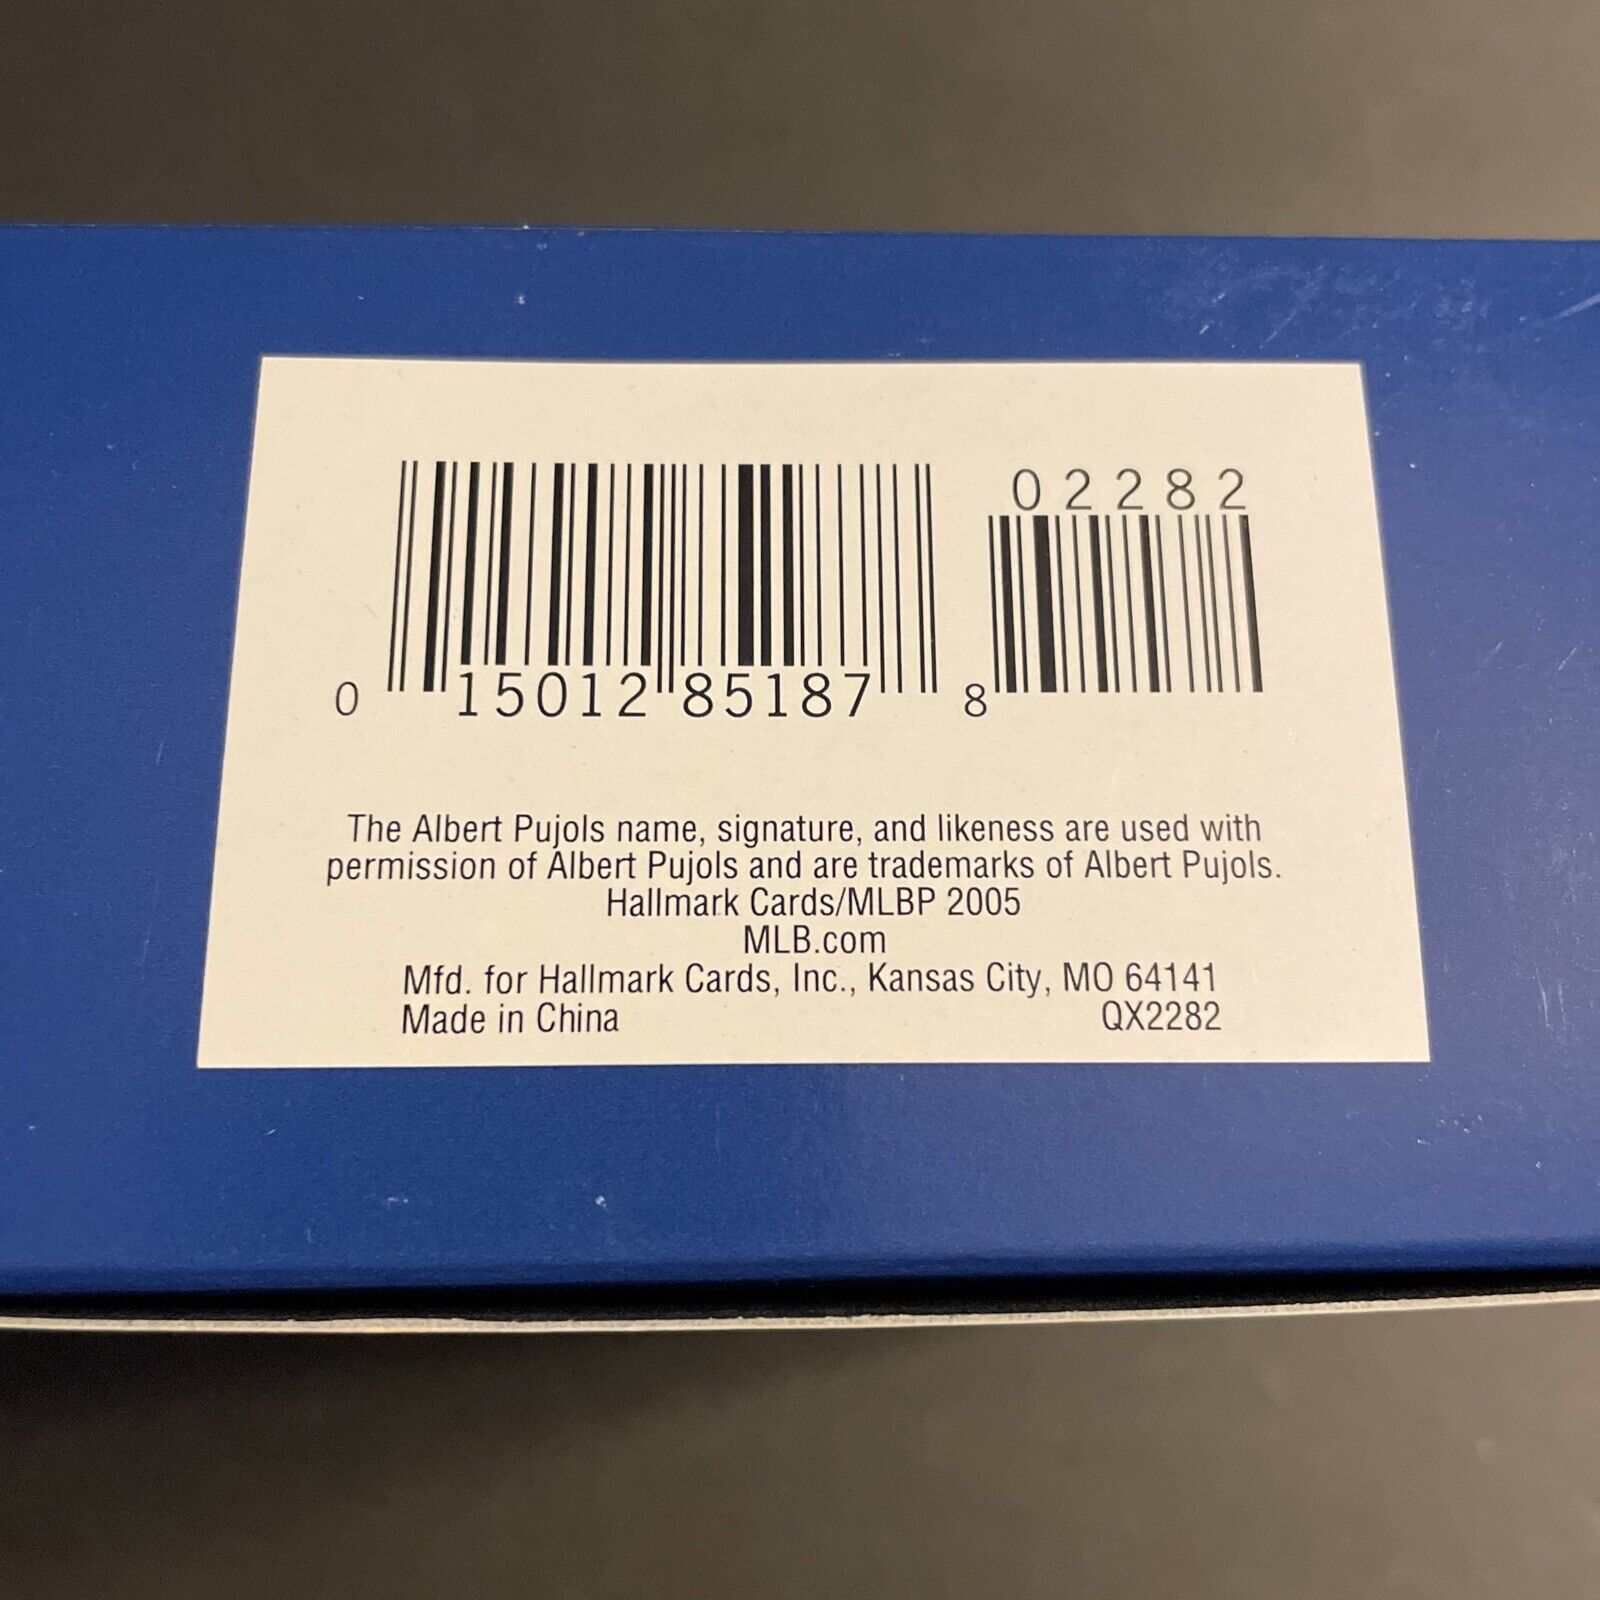 02282
0 15012 85187 8
The Albert Pujols name, signature, and likeness are used with
permission of Albert Pujols and are trademarks of Albert Pujols.
Hallmark Cards/MLBP 2005
MLB.com
Mfd. for Hallmark Cards, Inc., Kansas City, MO 64141
Made in China QX2282